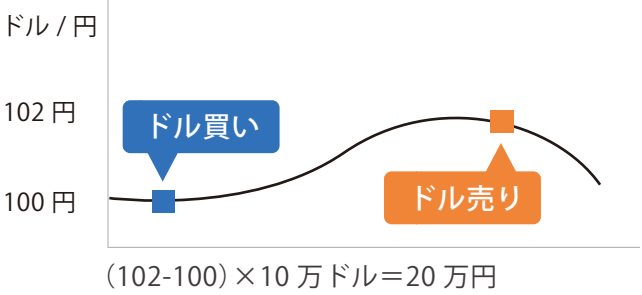 ドル / 円
102 円
ドル買い
100 円
ドル売り
(102-100)×10 万ドル＝20 万円